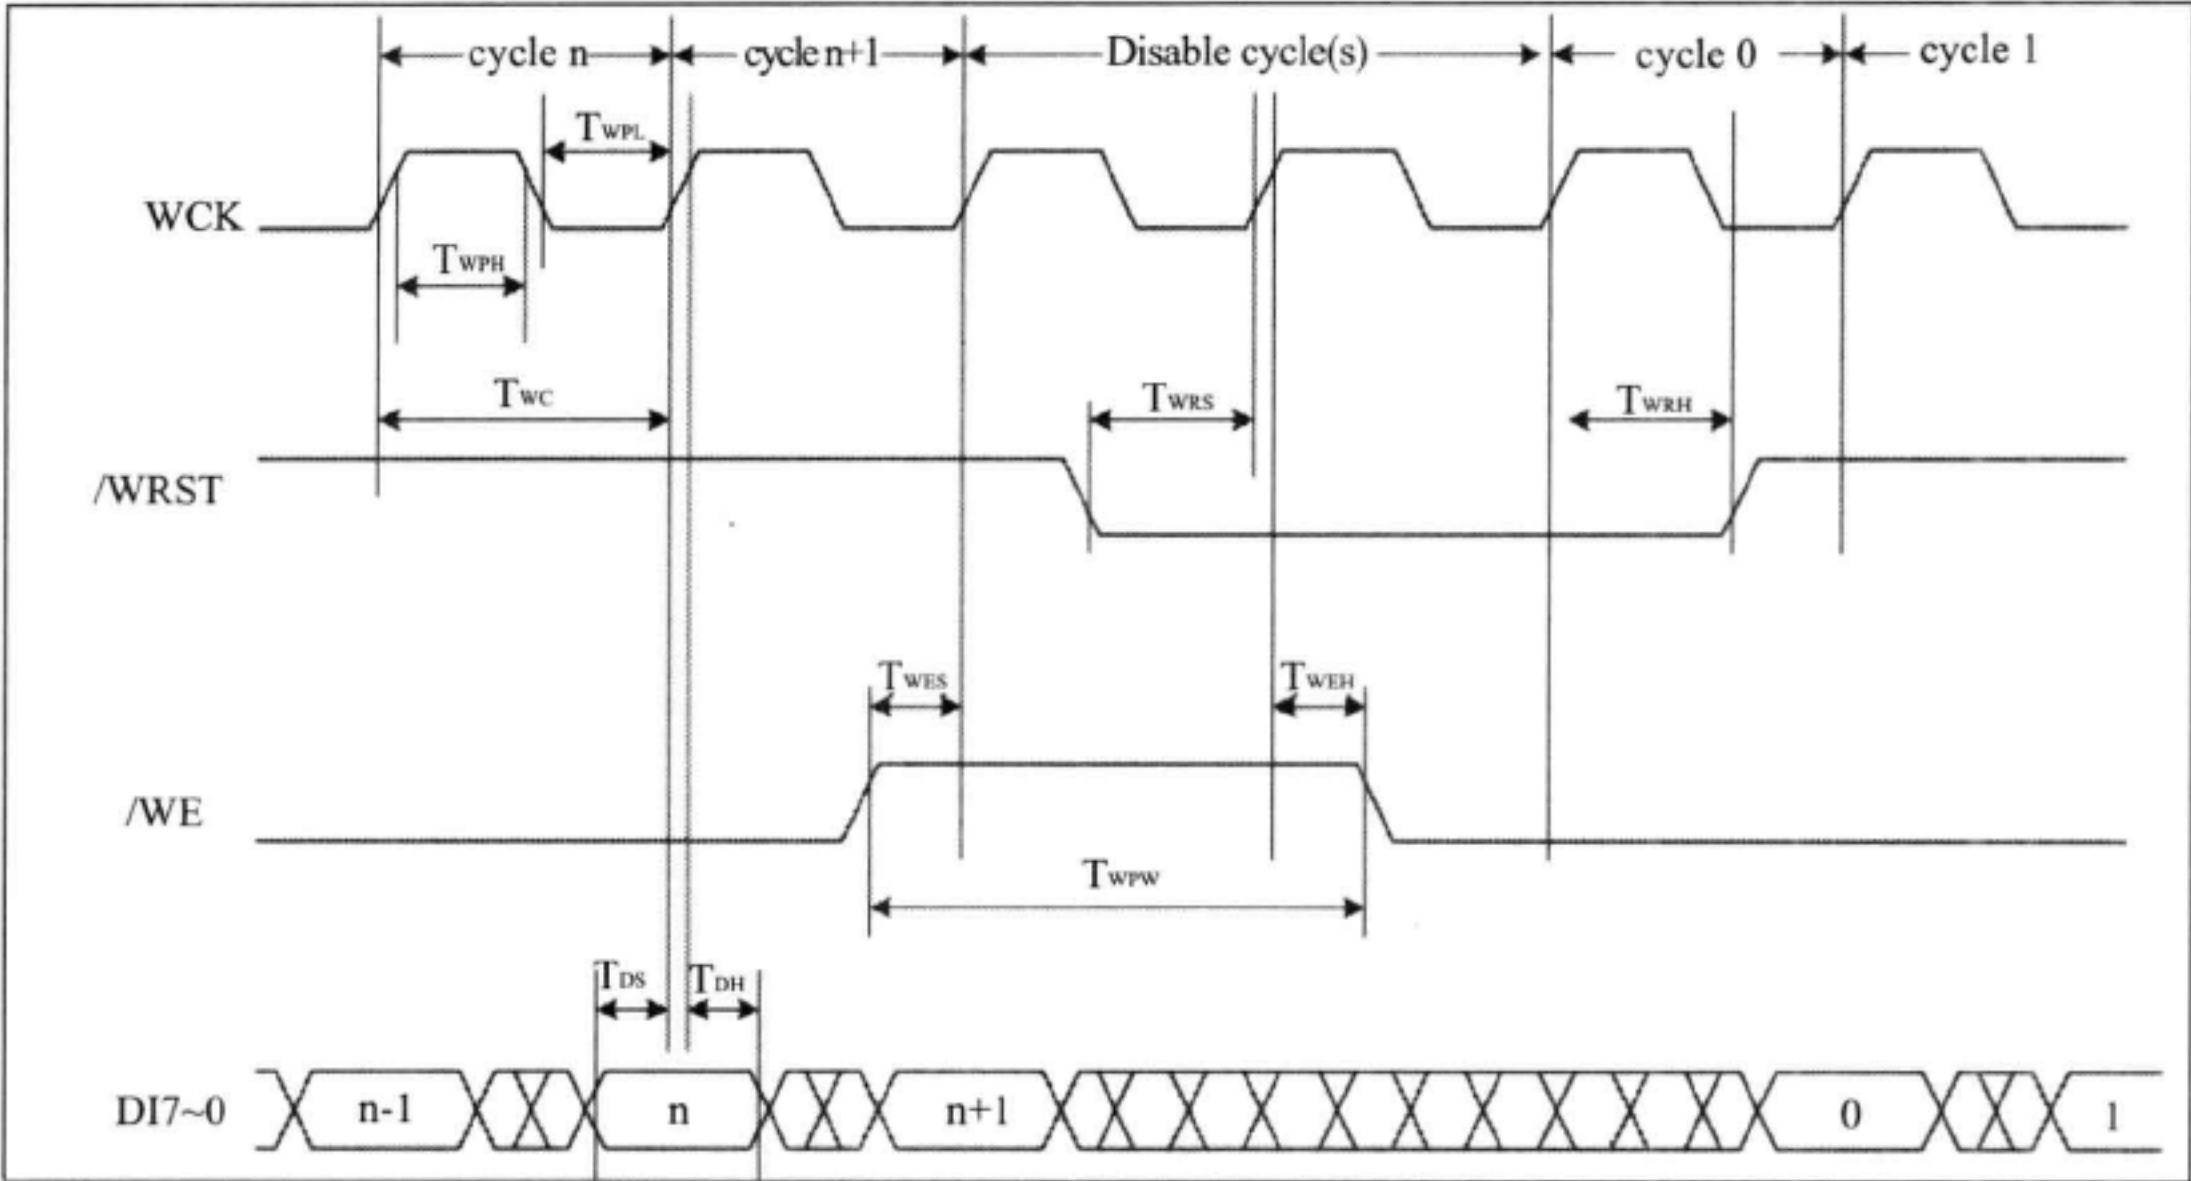 cycle n cycle n+1 Disable cycle(s) cycle 0 cycle 1
TWPL
WCK
TWPH
TWC TWRS TWRH
/WRST
TWES TWEH
/WE
TWPW
TDS TDH
DI7~0 n-1 n n+1 0 1